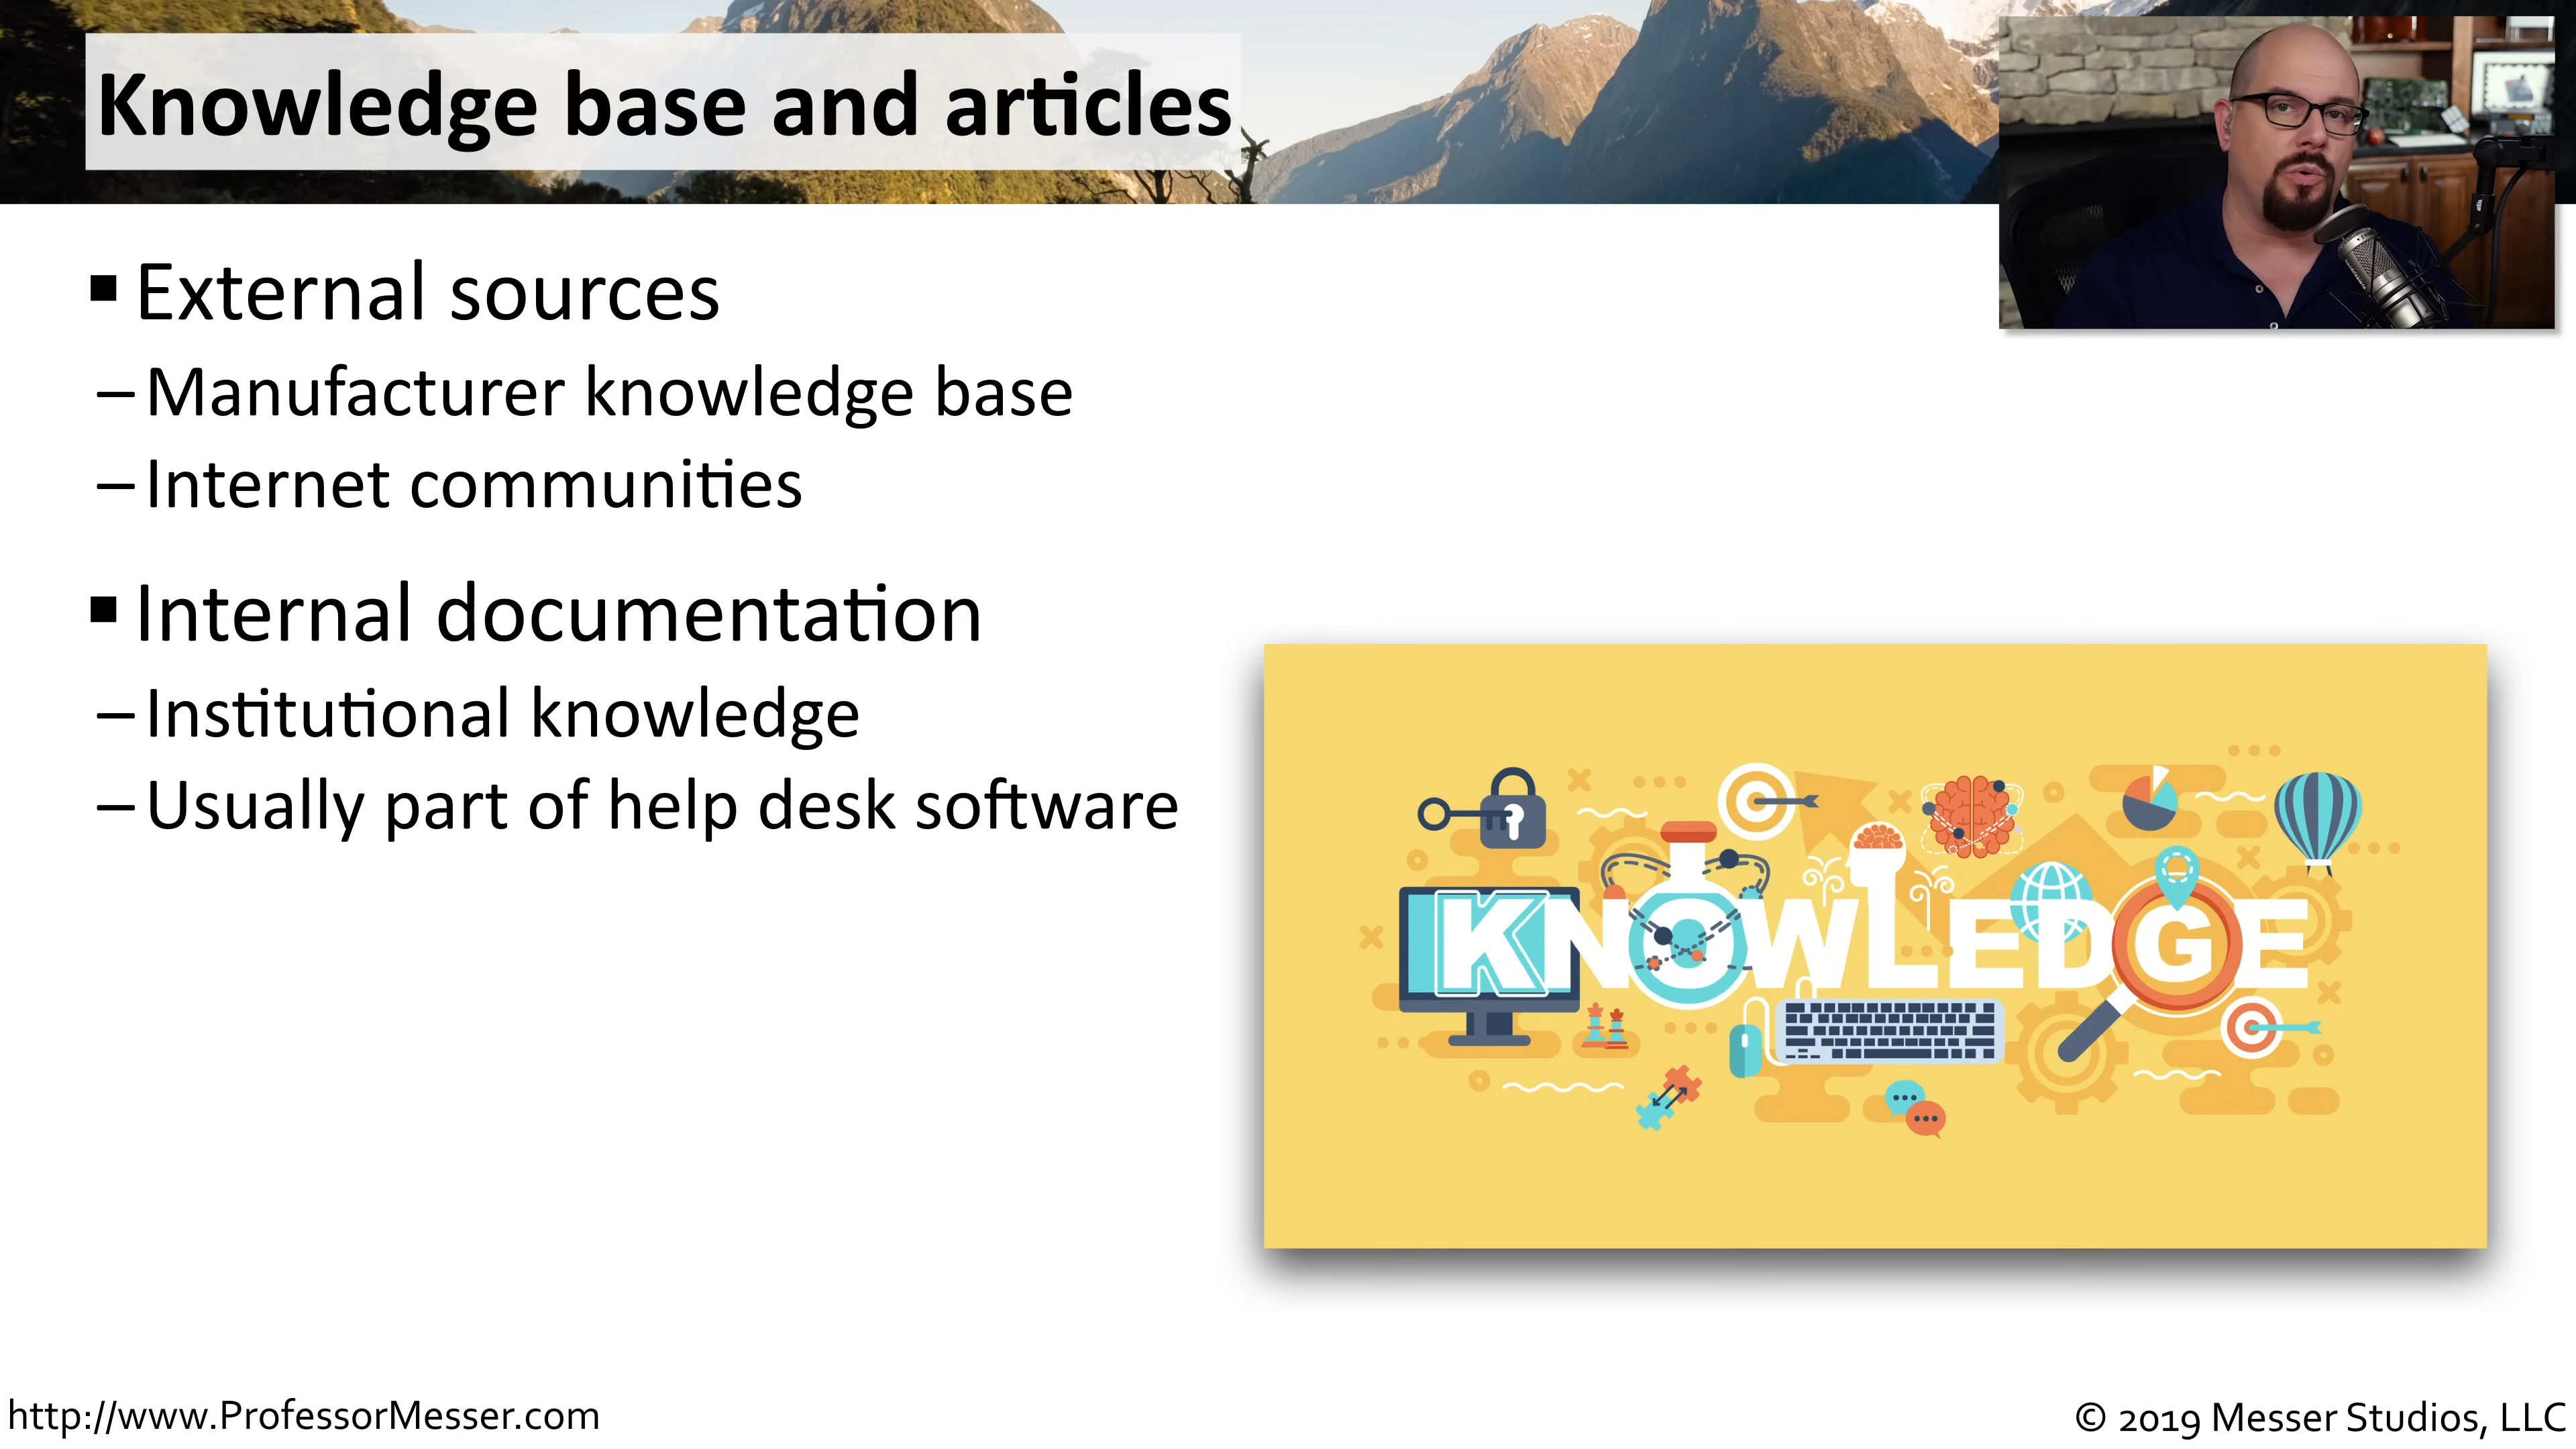 Knowledge base and articles
▪ External sources
– Manufacturer knowledge base
– Internet communities
▪ Internal documentation
– Institutional knowledge
– Usually part of help desk software
KNOWLEDGE
http://www.ProfessorMesser.com
© 2019 Messer Studios, LLC